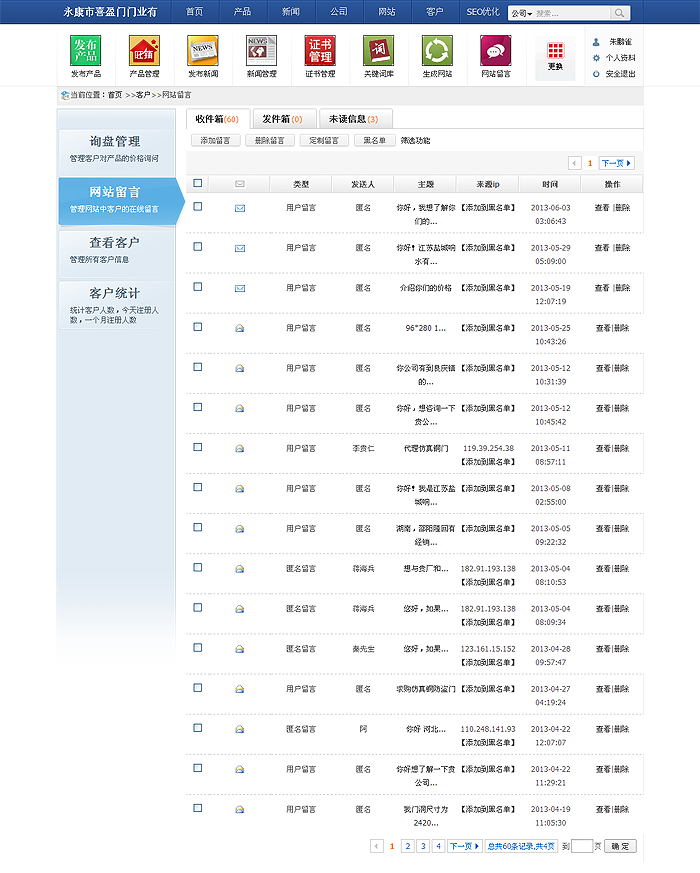 永康市喜盈门门业有 首页 产品 新闻 公司 网站 客户 SEO优化 公司 搜索...
发布产品 NEWS NEWS 证书管理 词
朱鹏雀
个人资料
安全退出
发布产品 产品管理 发布新闻 新闻管理 证书管理 关键词库 生成网站 网站留言 更换
当前位置：首页 >>客户>>网站留言
收件箱(60) 发件箱(0) 未读信息(3)
添加留言 删除留言 定制留言 黑名单 筛选功能
询盘管理
管理客户对产品的价格询问
网站留言
管理网站中客户的在线留言
查看客户
管理所有客户信息
客户统计
统计客户人数，今天注册人
数，一个月注册人数
1 下一页
类型 发送人 主题 来源ip 时间 操作
用户留言 匿名 你好，我想了解你们的... 【添加到黑名单】 2013-06-03 03:06:43 查看|删除
用户留言 匿名 你好！江苏盐城响水有... 【添加到黑名单】 2013-05-29 05:09:00 查看|删除
用户留言 匿名 介绍你们的价格 【添加到黑名单】 2013-05-19 12:07:19 查看|删除
用户留言 匿名 96*280 1... 【添加到黑名单】 2013-05-25 10:43:26 查看|删除
用户留言 匿名 你公司有到良庆镇的... 【添加到黑名单】 2013-05-12 10:31:39 查看|删除
用户留言 匿名 你好，想咨询一下贵公... 【添加到黑名单】 2013-05-12 10:45:42 查看|删除
用户留言 李贵仁 代理仿真铜门 119.39.254.38 【添加到黑名单】 2013-05-11 08:57:11 查看|删除
用户留言 匿名 你好！我是江苏盐城响... 【添加到黑名单】 2013-05-08 02:55:00 查看|删除
用户留言 匿名 湖南，邵阳隆回有经销... 【添加到黑名单】 2013-05-05 09:22:32 查看|删除
匿名留言 蒋海兵 想与贵厂和... 182.91.193.138 【添加到黑名单】 2013-05-04 08:10:53 查看|删除
匿名留言 蒋海兵 您好，如果... 182.91.193.138 【添加到黑名单】 2013-05-04 08:09:34 查看|删除
匿名留言 秦先生 您好，如果... 123.161.15.152 【添加到黑名单】 2013-04-28 09:57:47 查看|删除
用户留言 匿名 求购仿真铜防盗门 【添加到黑名单】 2013-04-27 04:19:24 查看|删除
匿名留言 阿 你好 河北... 110.248.141.93 【添加到黑名单】 2013-04-22 12:07:07 查看|删除
用户留言 匿名 你好想了解一下贵公司... 【添加到黑名单】 2013-04-22 11:29:21 查看|删除
用户留言 匿名 我门洞尺寸为2420... 【添加到黑名单】 2013-04-19 11:05:30 查看|删除
1 2 3 4 下一页 总共60条记录,共4页 到 页 确 定